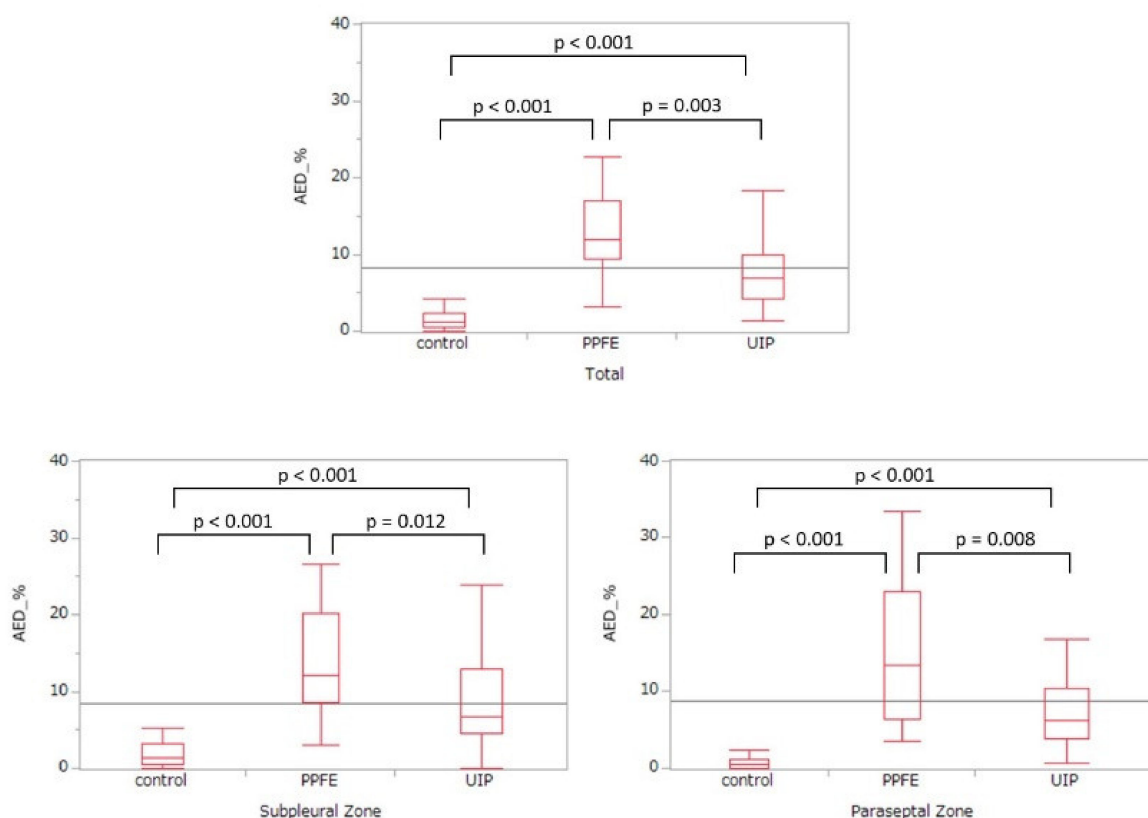 40
p < 0.001
30
p < 0.001
p = 0.003
AED_%
20
10
0
control
PPFE
UIP
Total
40
p < 0.001
30
p < 0.001
p = 0.012
AED_%
20
10
0
control
PPFE
UIP
Subpleural Zone
40
p < 0.001
30
p < 0.001
p = 0.008
AED_%
20
10
0
control
PPFE
UIP
Paraseptal Zone